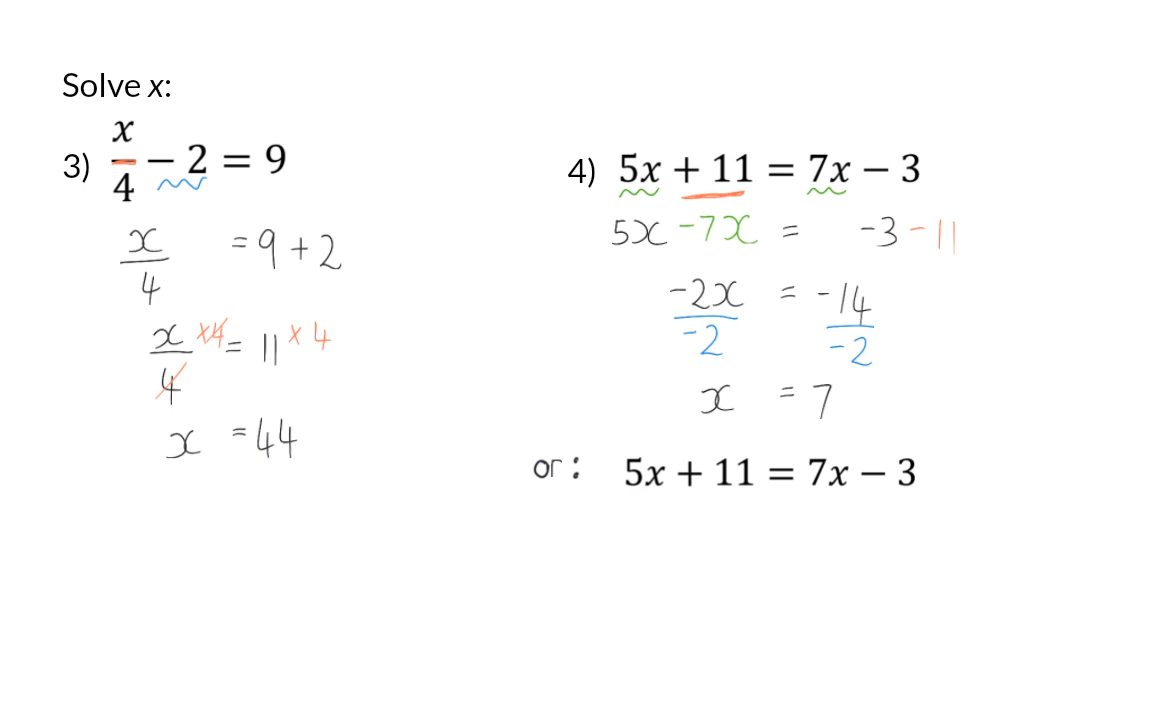 Solve x:
3) x/4 − 2 = 9
x/4 = 9 + 2
x/4 ×4 = 11 × 4
x = 44
4) 5x + 11 = 7x − 3
5x −7x = −3 −11
−2x/−2 = −14/−2
x = 7
or: 5x + 11 = 7x − 3